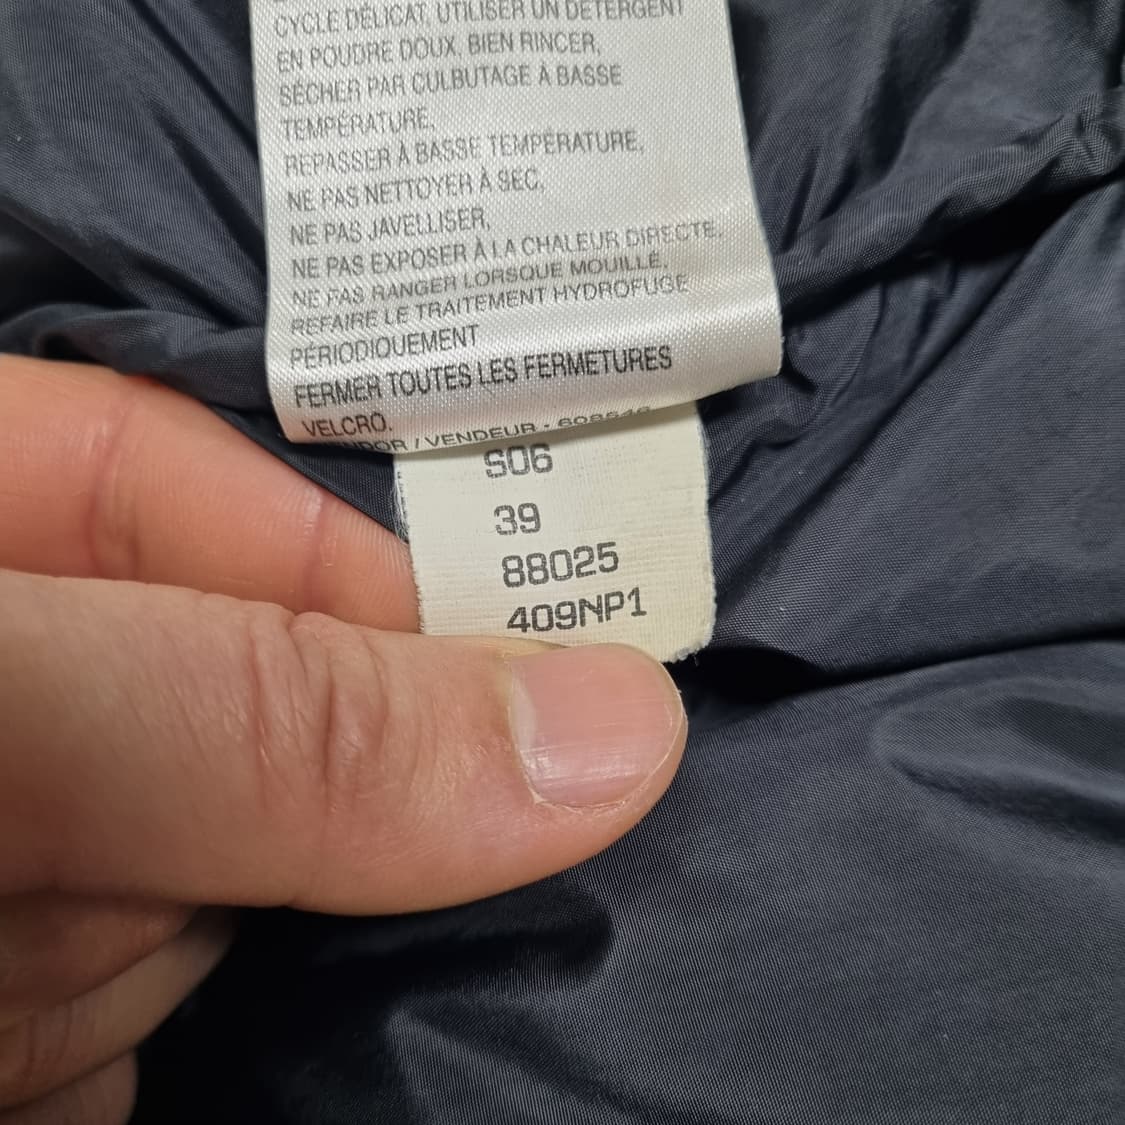 CYCLE DÉLICAT, UTILISER UN DÉTERGENT
EN POUDRE DOUX, BIEN RINCER,
SÉCHER PAR CULBUTAGE À BASSE
TEMPÉRATURE,
REPASSER À BASSE TEMPÉRATURE,
NE PAS NETTOYER À SEC,
NE PAS JAVELLISER,
NE PAS EXPOSER À LA CHALEUR DIRECTE,
NE PAS RANGER LORSQUE MOUILLÉ,
REFAIRE LE TRAITEMENT HYDROFUGE
PÉRIODIQUEMENT
FERMER TOUTES LES FERMETURES
VELCRO.
/ VENDEUR -
S06
39
88025
409NP1